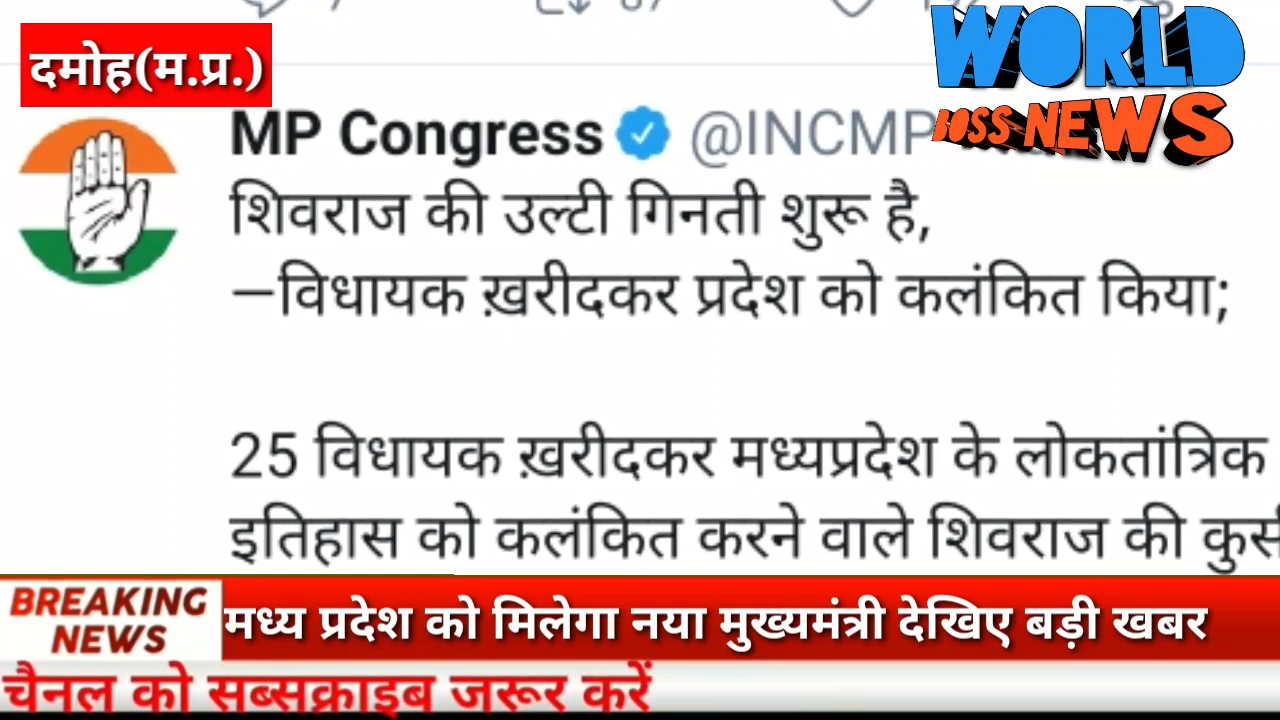 दमोह(म.प्र.)
WORLD
BOSS NEWS
MP Congress @INCMP
शिवराज की उल्टी गिनती शुरू है,
—विधायक ख़रीदकर प्रदेश को कलंकित किया;
25 विधायक ख़रीदकर मध्यप्रदेश के लोकतांत्रिक
इतिहास को कलंकित करने वाले शिवराज की
BREAKING
NEWS
मध्य प्रदेश को मिलेगा नया मुख्यमंत्री देखिए बड़ी खबर
चैनल को सब्सक्राइब जरूर करें